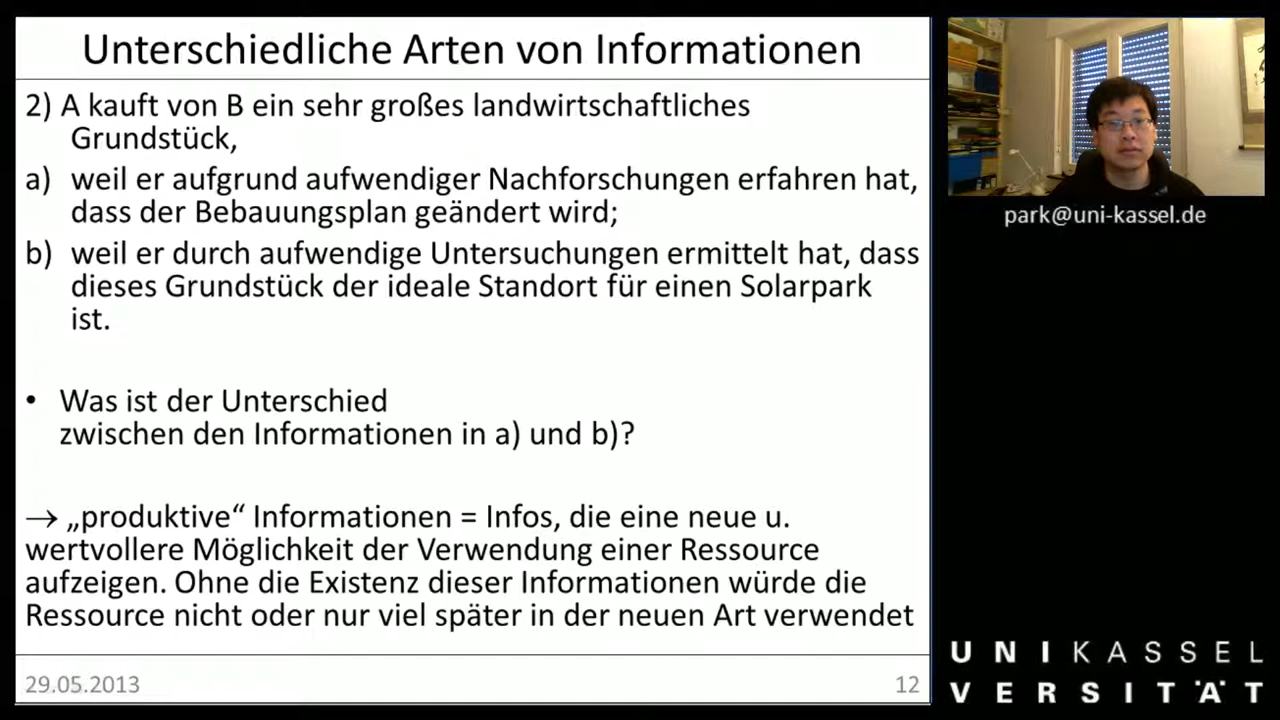 Unterschiedliche Arten von Informationen
2) A kauft von B ein sehr großes landwirtschaftliches
Grundstück,
a) weil er aufgrund aufwendiger Nachforschungen erfahren hat,
dass der Bebauungsplan geändert wird;
b) weil er durch aufwendige Untersuchungen ermittelt hat, dass
dieses Grundstück der ideale Standort für einen Solarpark
ist.
• Was ist der Unterschied
zwischen den Informationen in a) und b)?
→ „produktive“ Informationen = Infos, die eine neue u.
wertvollere Möglichkeit der Verwendung einer Ressource
aufzeigen. Ohne die Existenz dieser Informationen würde die
Ressource nicht oder nur viel später in der neuen Art verwendet
29.05.2013
12
park@uni-kassel.de
UNIKASSEL
VERSITÄT